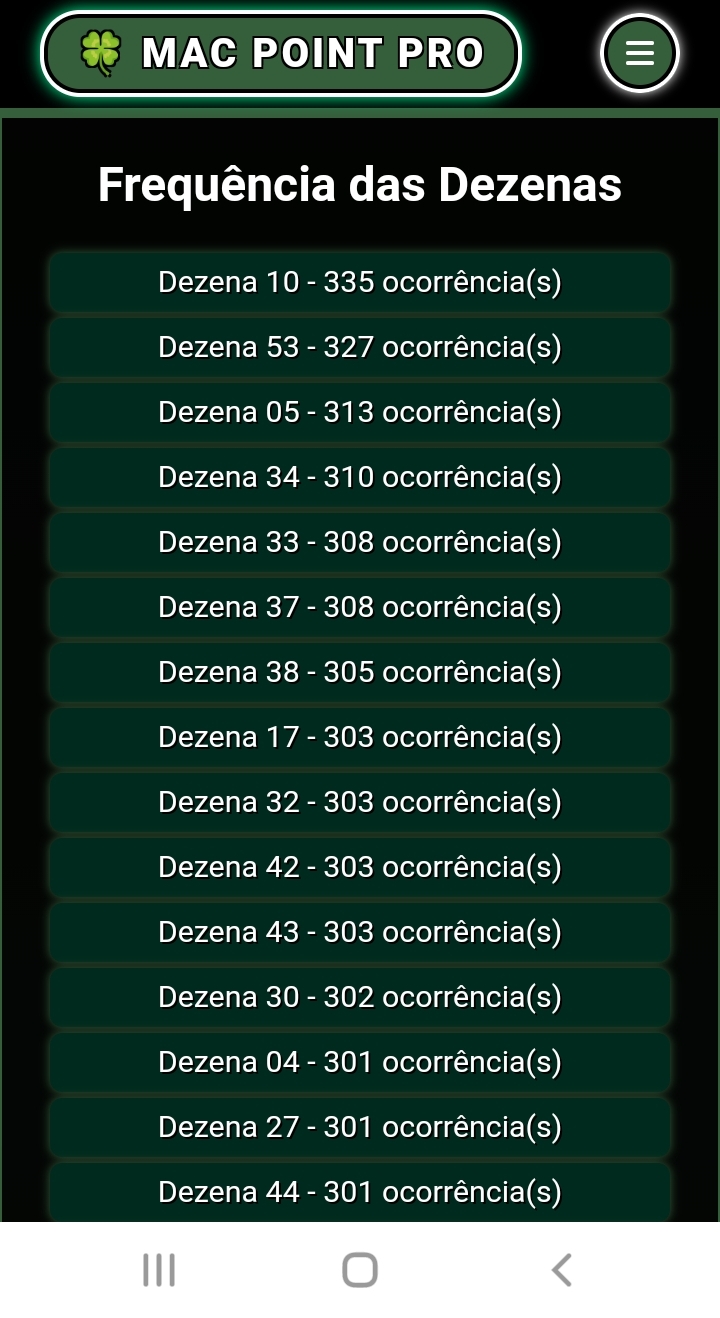 MAC POINT PRO
Frequência das Dezenas
Dezena 10 - 335 ocorrência(s)
Dezena 53 - 327 ocorrência(s)
Dezena 05 - 313 ocorrência(s)
Dezena 34 - 310 ocorrência(s)
Dezena 33 - 308 ocorrência(s)
Dezena 37 - 308 ocorrência(s)
Dezena 38 - 305 ocorrência(s)
Dezena 17 - 303 ocorrência(s)
Dezena 32 - 303 ocorrência(s)
Dezena 42 - 303 ocorrência(s)
Dezena 43 - 303 ocorrência(s)
Dezena 30 - 302 ocorrência(s)
Dezena 04 - 301 ocorrência(s)
Dezena 27 - 301 ocorrência(s)
Dezena 44 - 301 ocorrência(s)